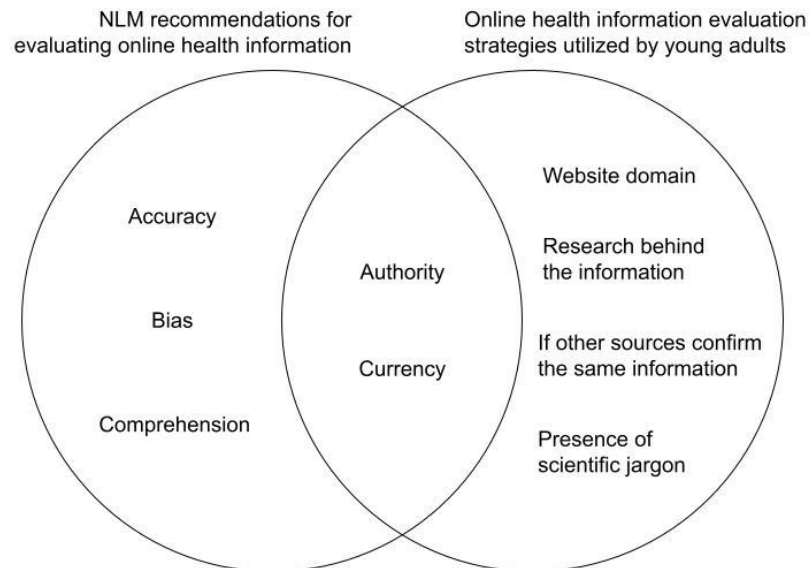 NLM recommendations for
evaluating online health information
Online health information evaluation
strategies utilized by young adults
Accuracy
Bias
Comprehension
Authority
Currency
Website domain
Research behind
the information
If other sources confirm
the same information
Presence of
scientific jargon